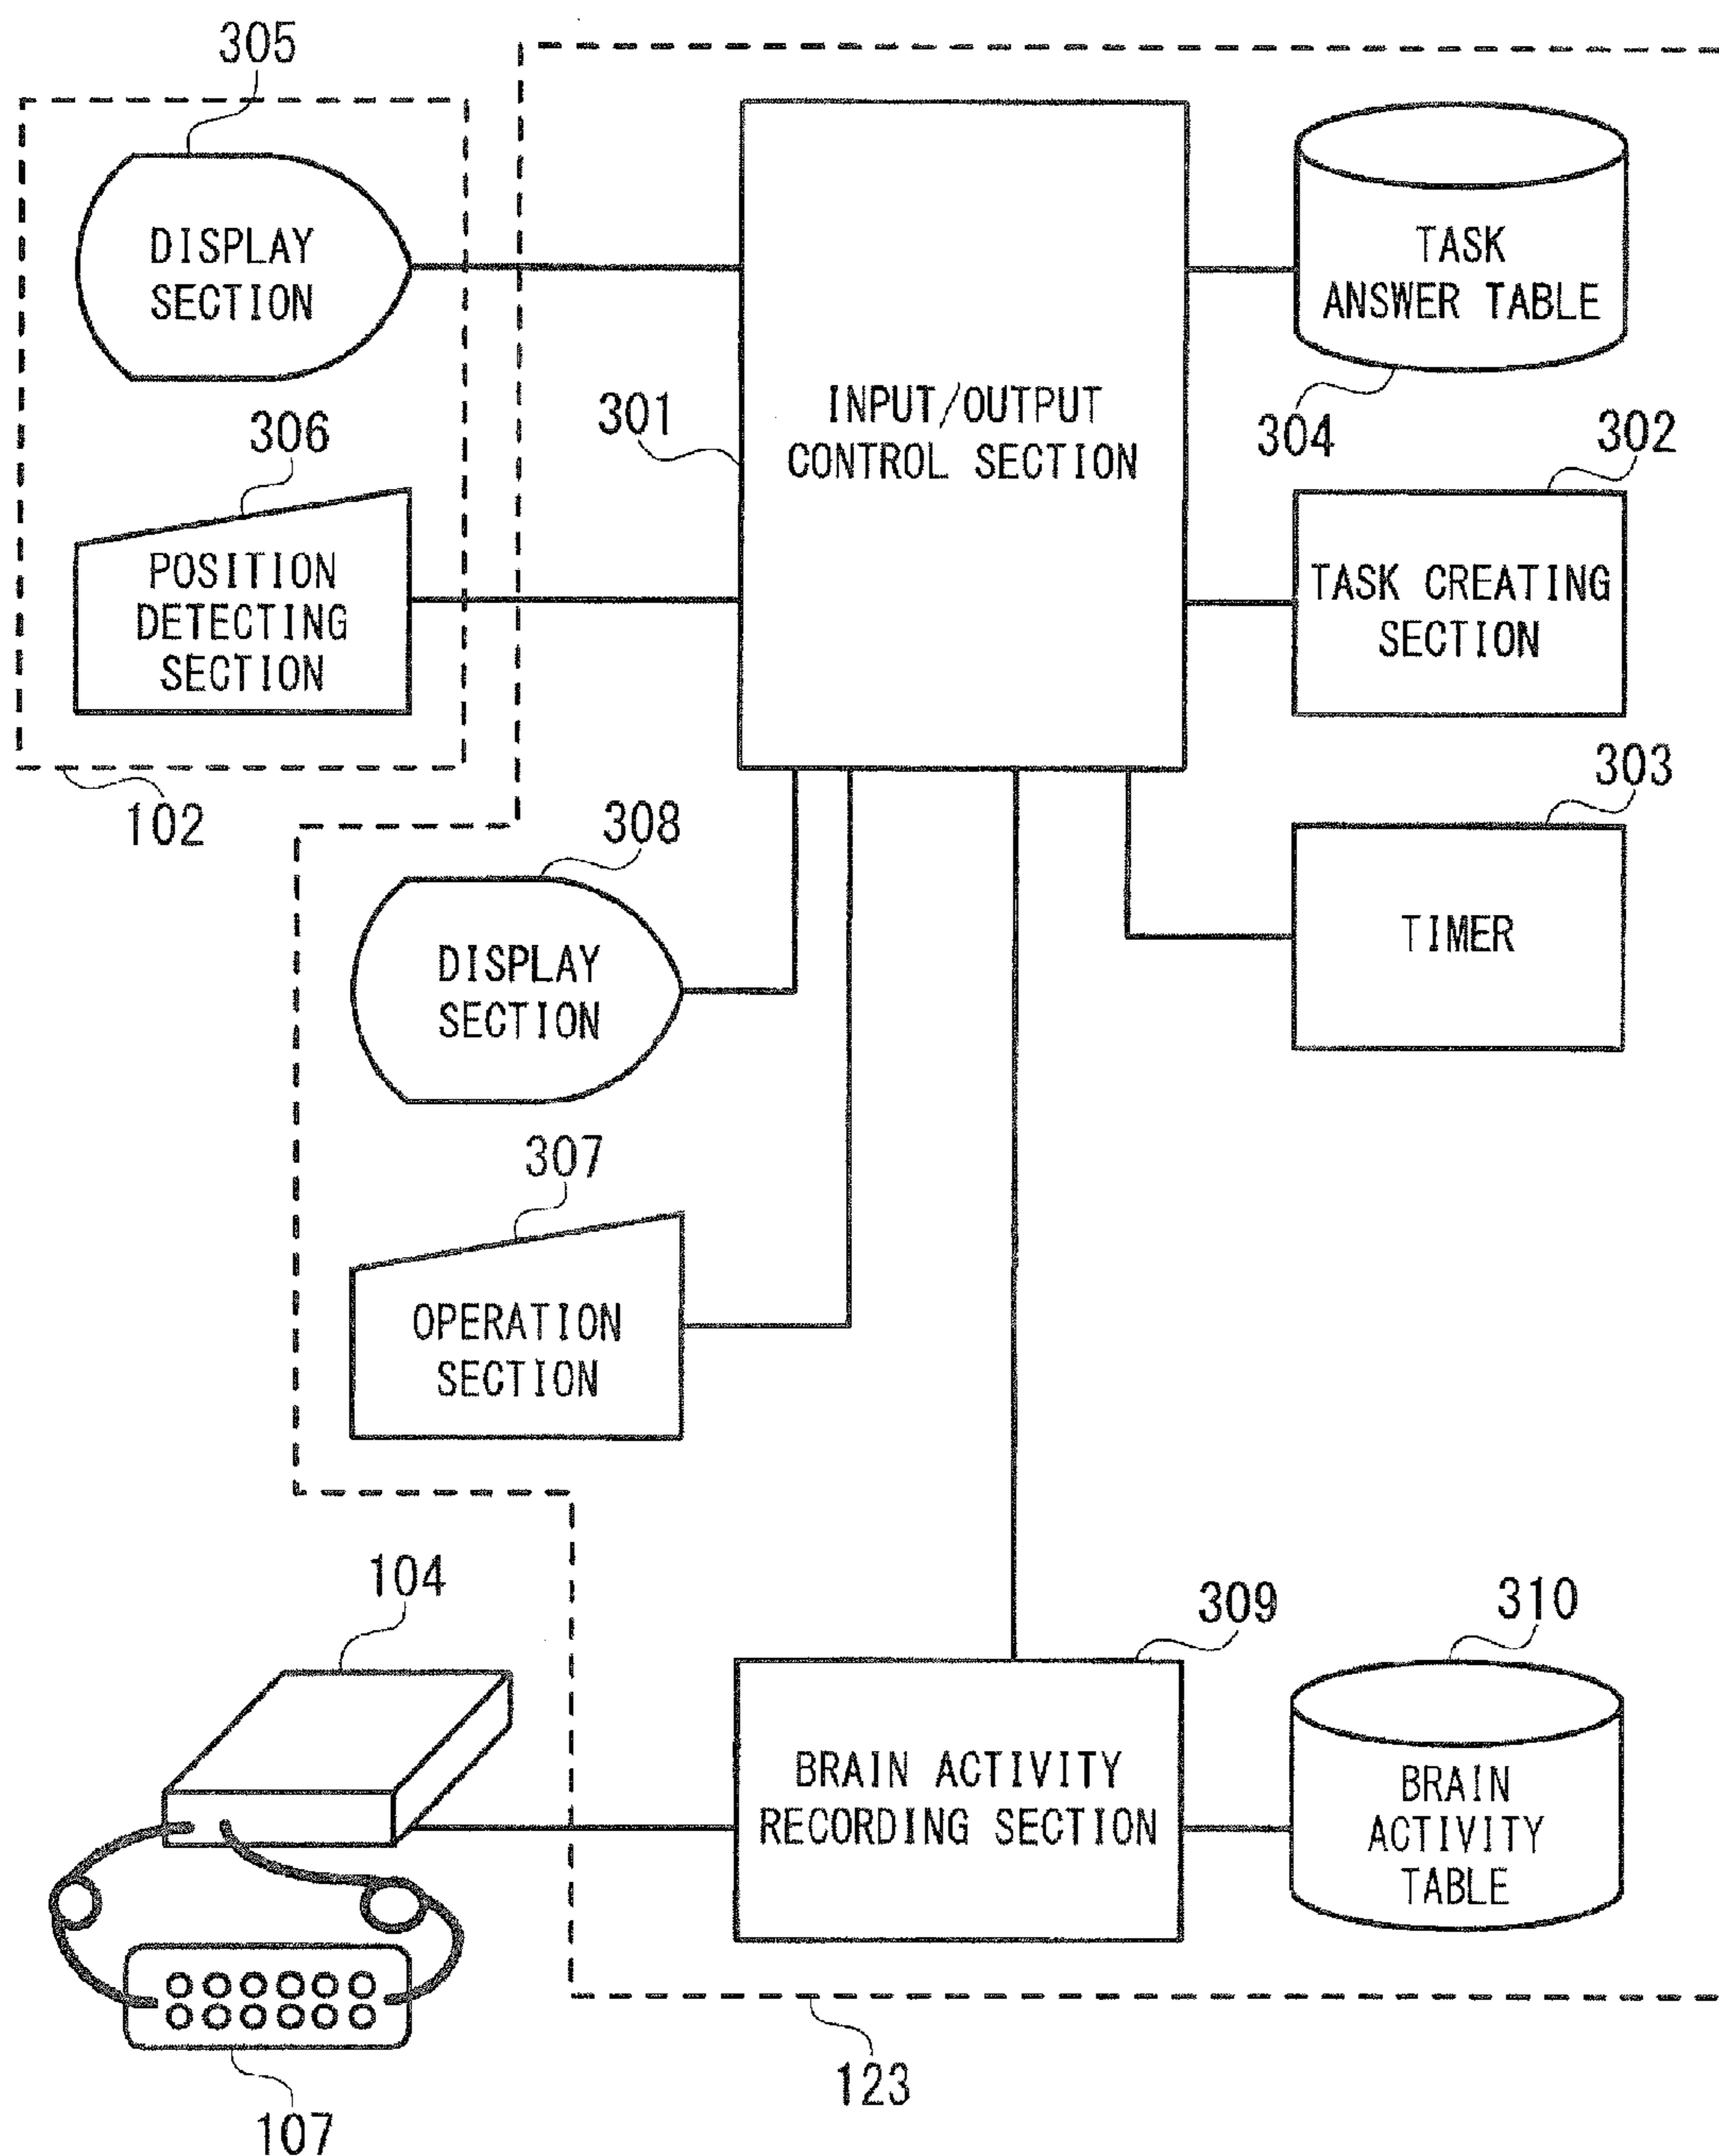 305
DISPLAY
SECTION
306
POSITION
DETECTING
SECTION
102
301
INPUT/OUTPUT
CONTROL SECTION
TASK
ANSWER TABLE
304
302
TASK CREATING
SECTION
303
TIMER
308
DISPLAY
SECTION
307
OPERATION
SECTION
104
107
309
BRAIN ACTIVITY
RECORDING SECTION
310
BRAIN
ACTIVITY
TABLE
123